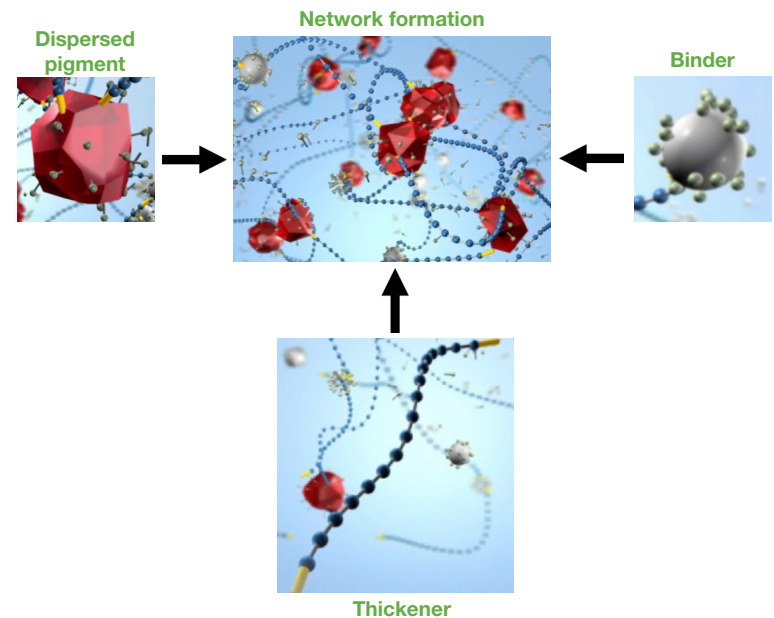 Network formation
Dispersed
pigment
Binder
Thickener